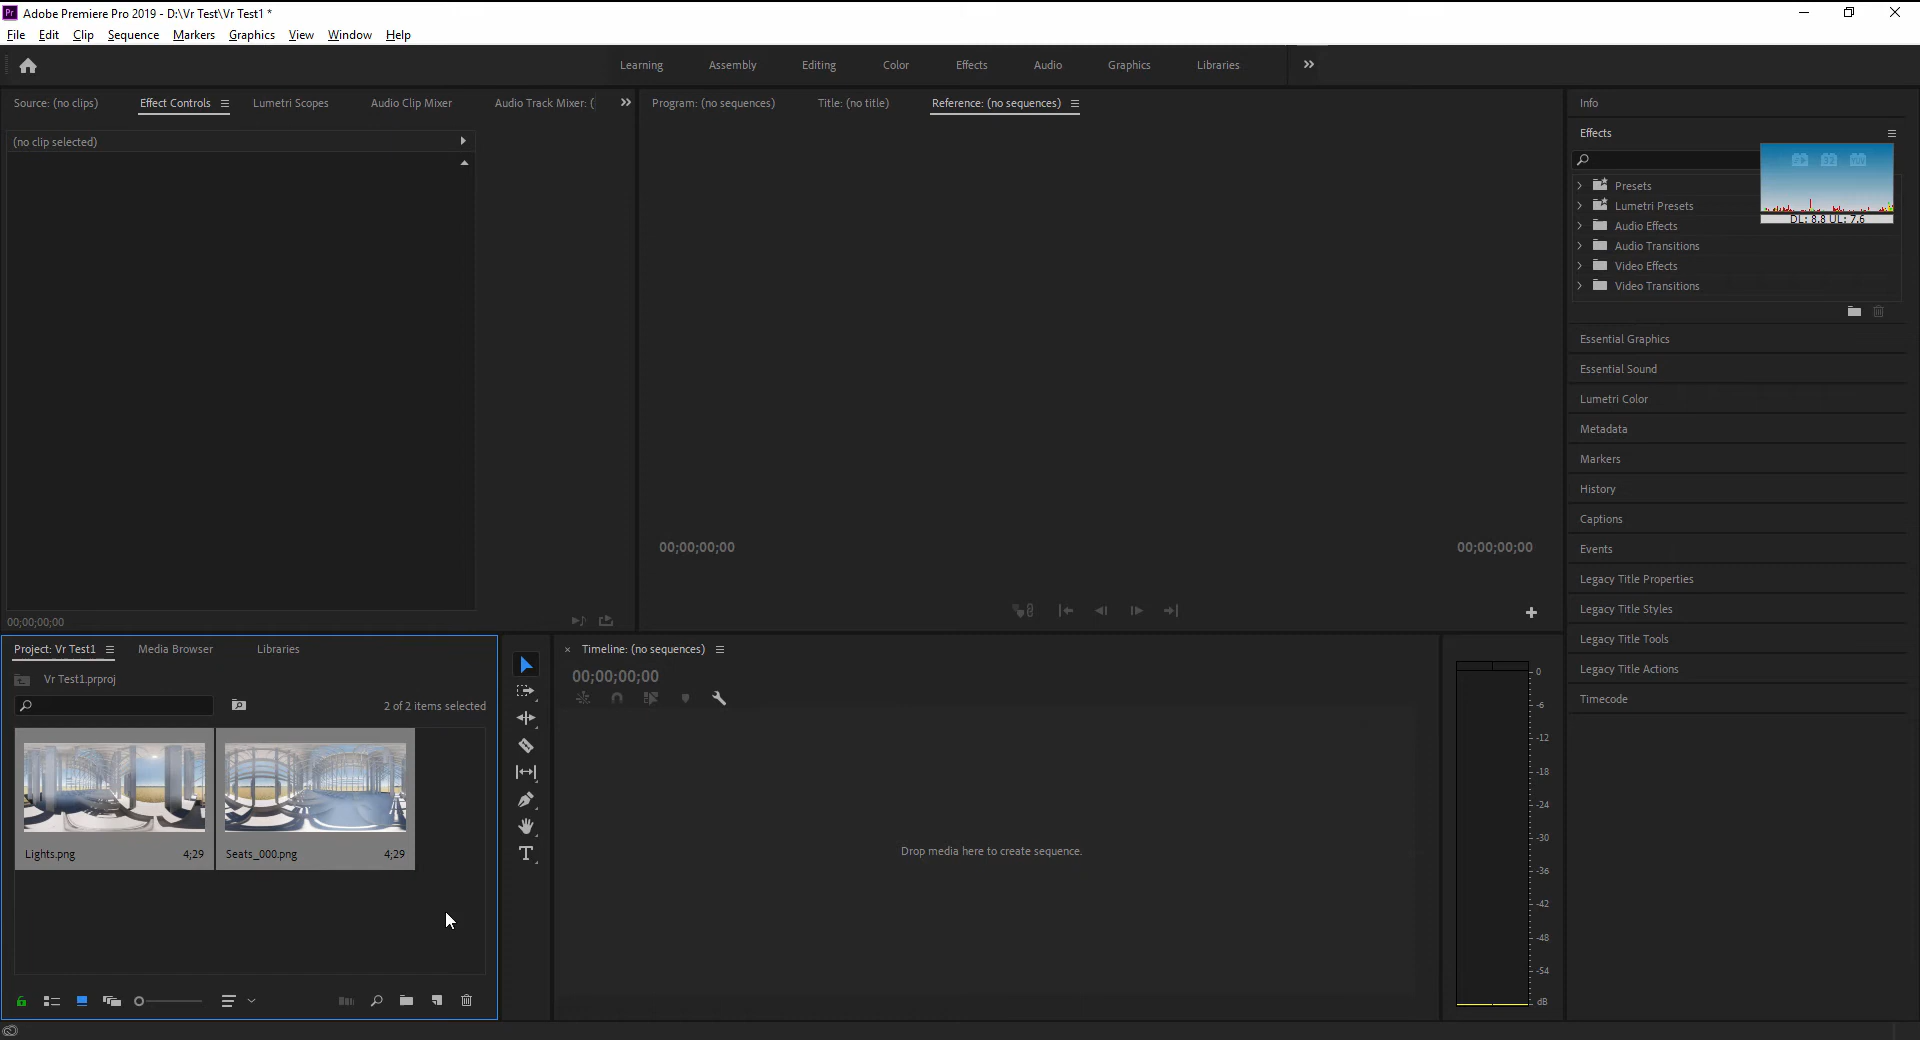 Pr Adobe Premiere Pro 2019 - D:\Vr Test\Vr Test1 *
File Edit Clip Sequence Markers Graphics View Window Help
Learning Assembly Editing Color Effects Audio Graphics Libraries
Source: (no clips) Effect Controls Lumetri Scopes Audio Clip Mixer Audio Track Mixer: (
(no clip selected)
00;00;00;00
Program: (no sequences) Title: (no title) Reference: (no sequences)
00;00;00;00 00;00;00;00
Info
Effects
Presets
Lumetri Presets
Audio Effects
Audio Transitions
Video Effects
Video Transitions
DL: 8.8 UL: 7.6
Essential Graphics
Essential Sound
Lumetri Color
Metadata
Markers
History
Captions
Events
Legacy Title Properties
Legacy Title Styles
Legacy Title Tools
Legacy Title Actions
Timecode
Project: Vr Test1 Media Browser Libraries
Vr Test1.prproj
2 of 2 items selected
Lights.png 4;29 Seats_000.png 4;29
× Timeline: (no sequences)
00;00;00;00
Drop media here to create sequence.
0
-6
-12
-18
-24
-30
-36
-42
-48
-54
dB